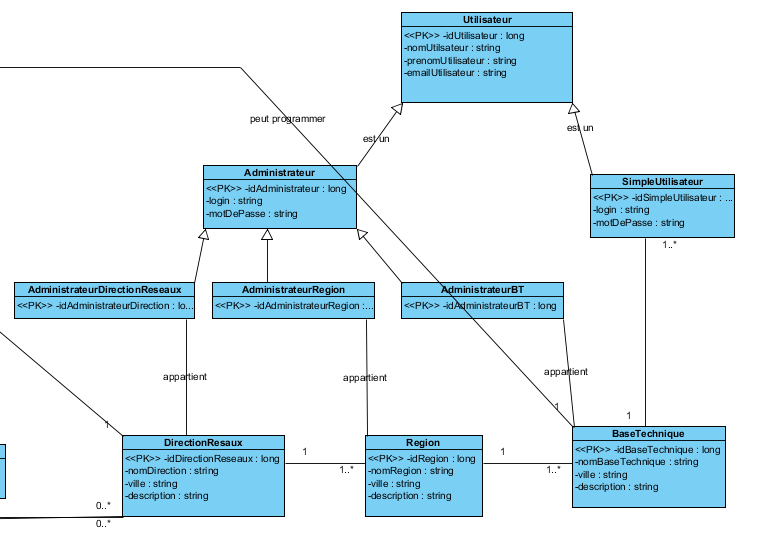 Utilisateur
<<PK>> -idUtilisateur : long
-nomUtilsateur : string
-prenomUtilisateur : string
-emailUtilisateur : string
peut programmer
est un
est un
Administrateur
<<PK>> -idAdministrateur : long
-login : string
-motDePasse : string
SimpleUtilisateur
<<PK>> -idSimpleUtilisateur : ...
-login : string
-motDePasse : string
1..*
AdministrateurDirectionReseaux
<<PK>> -idAdministrateurDirection : lo...
AdministrateurRegion
<<PK>> -idAdministrateurRegion :...
AdministrateurBT
<<PK>> -idAdministrateurBT : long
appartient
appartient
appartient
1
1
1
DirectionResaux
<<PK>> -idDirectionReseaux : long
-nomDirection : string
-ville : string
-description : string
1
1..*
Region
<<PK>> -idRegion : long
-nomRegion : string
-ville : string
-description : string
1
1..*
BaseTechnique
<<PK>> -idBaseTechnique : long
-nomBaseTechnique : string
-ville : string
-description : string
0..*
0..*